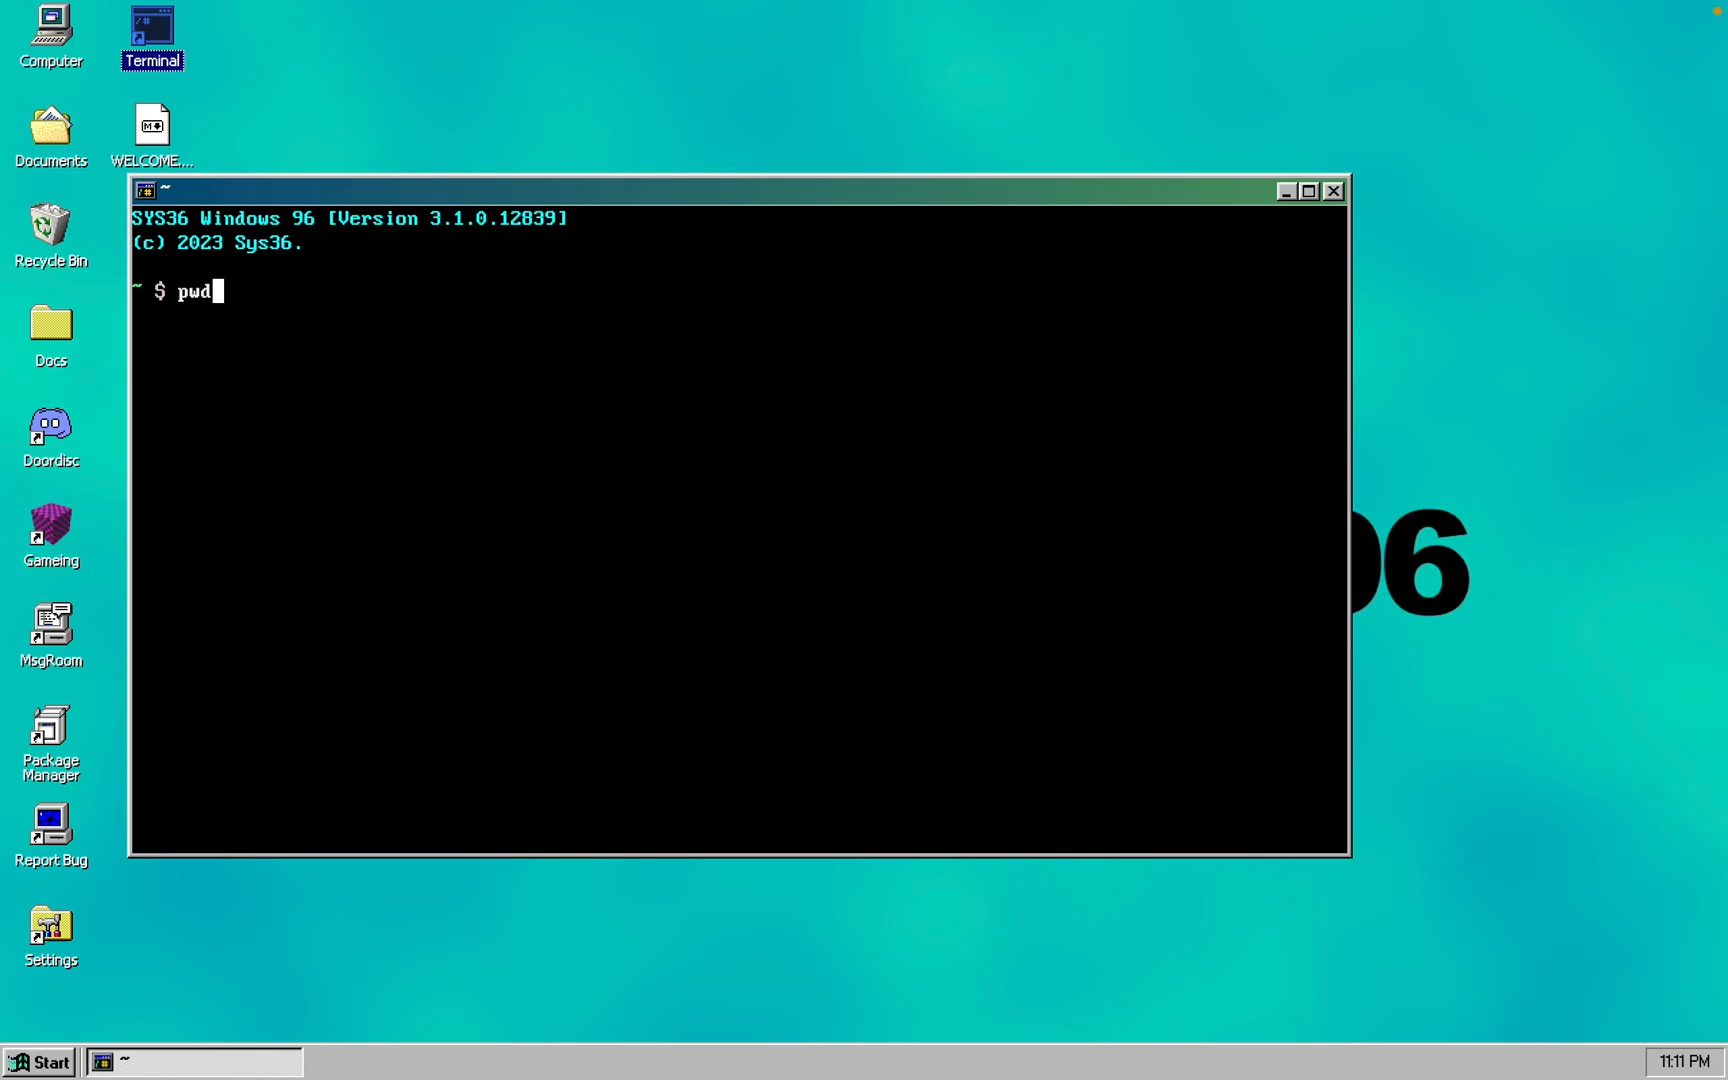 Computer
Terminal
Documents
WELCOME....
Recycle Bin
Docs
Doordisc
Gameing
MsgRoom
Package
Manager
Report Bug
Settings
~
SYS36 Windows 96 [Version 3.1.0.12839]
(c) 2023 Sys36.
~ $ pwd
96
Start
~
11:11 PM